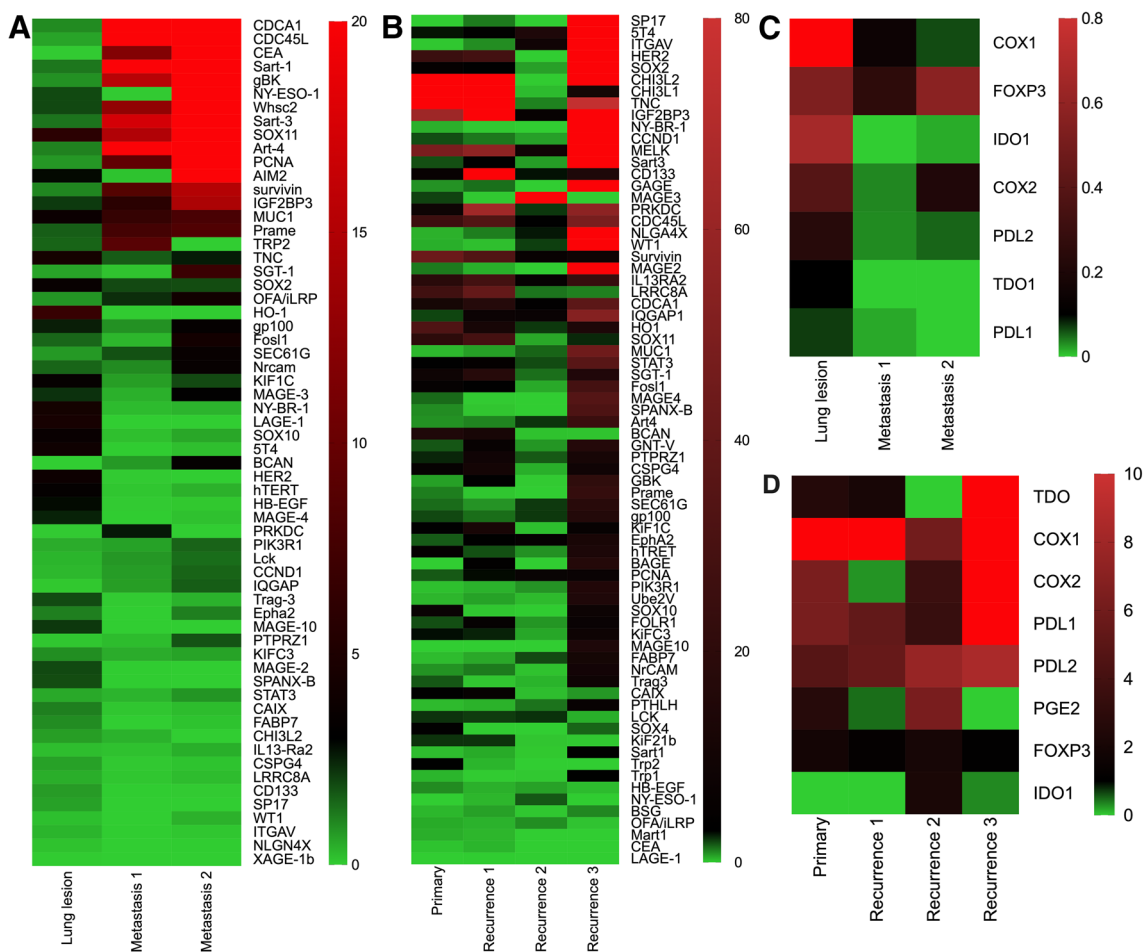 A
CDCA1
CDC45L
CEA
Sart-1
gBK
NY-ESO-1
Whsc2
Sart-3
SOX11
Art-4
PCNA
AIM2
survivin
IGF2BP3
MUC1
Prame
TRP2
TNC
SGT-1
SOX2
OFA/iLRP
HO-1
gp100
Fosl1
SEC61G
Nrcam
KIF1C
MAGE-3
NY-BR-1
LAGE-1
SOX10
5T4
BCAN
HER2
hTERT
HB-EGF
MAGE-4
PRKDC
PIK3R1
Lck
CCND1
IQGAP
Trag-3
Epha2
MAGE-10
PTPRZ1
KIFC3
MAGE-2
SPANX-B
STAT3
CAIX
FABP7
CHI3L2
IL13-Ra2
CSPG4
LRRC8A
CD133
SP17
WT1
ITGAV
NLGN4X
XAGE-1b
20
15
10
5
0
Lung lesion
Metastasis 1
Metastasis 2
B
SP17
5T4
ITGAV
HER2
SOX2
CHI3L2
CHI3L1
TNC
IGF2BP3
NY-BR-1
CCND1
MELK
Sart3
CD133
GAGE
MAGE3
PRKDC
CDC45L
NLGA4X
WT1
Survivin
MAGE2
IL13RA2
LRRC8A
CDCA1
IQGAP1
HO1
SOX11
MUC1
STAT3
SGT-1
Fosl1
MAGE4
SPANX-B
Art4
BCAN
GNT-V
PTPRZ1
CSPG4
GBK
Prame
SEC61G
gp100
KiF1C
EphA2
hTRET
BAGE
PCNA
PIK3R1
Ube2V
SOX10
FOLR1
KiFC3
MAGE10
FABP7
NrCAM
Trag3
CAIX
PTHLH
LCK
SOX4
KiF21b
Sart1
Trp2
Trp1
HB-EGF
NY-ESO-1
BSG
OFA/iLRP
Mart1
CEA
LAGE-1
80
60
40
20
0
Primary
Recurrence 1
Recurrence 2
Recurrence 3
C
COX1
FOXP3
IDO1
COX2
PDL2
TDO1
PDL1
0.8
0.6
0.4
0.2
0
Lung lesion
Metastasis 1
Metastasis 2
D
TDO
COX1
COX2
PDL1
PDL2
PGE2
FOXP3
IDO1
10
8
6
4
2
0
Primary
Recurrence 1
Recurrence 2
Recurrence 3